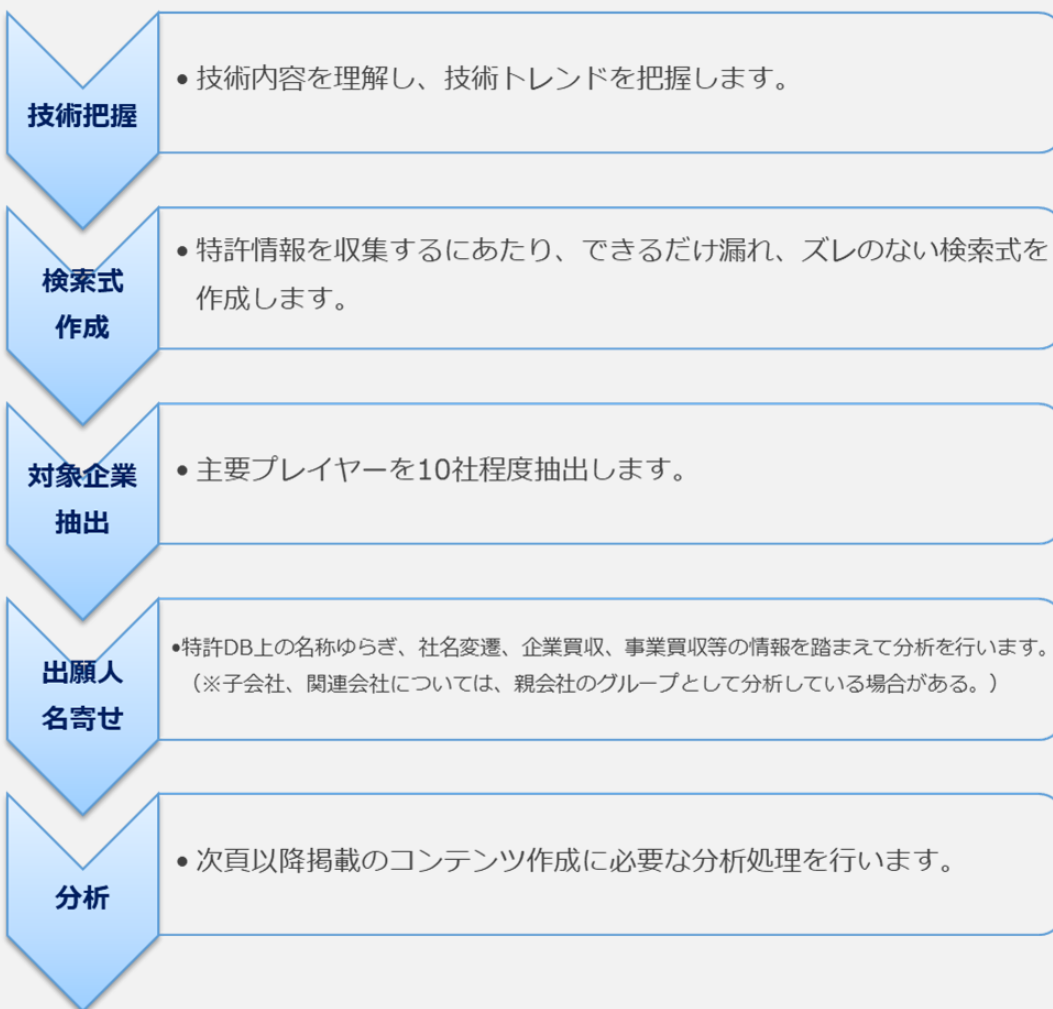 技術把握
• 技術内容を理解し、技術トレンドを把握します。
検索式
作成
• 特許情報を収集するにあたり、できるだけ漏れ、ズレのない検索式を
作成します。
対象企業
抽出
• 主要プレイヤーを10社程度抽出します。
出願人
名寄せ
•特許DB上の名称ゆらぎ、社名変遷、企業買収、事業買収等の情報を踏まえて分析を行います。
（※子会社、関連会社については、親会社のグループとして分析している場合がある。）
分析
• 次頁以降掲載のコンテンツ作成に必要な分析処理を行います。